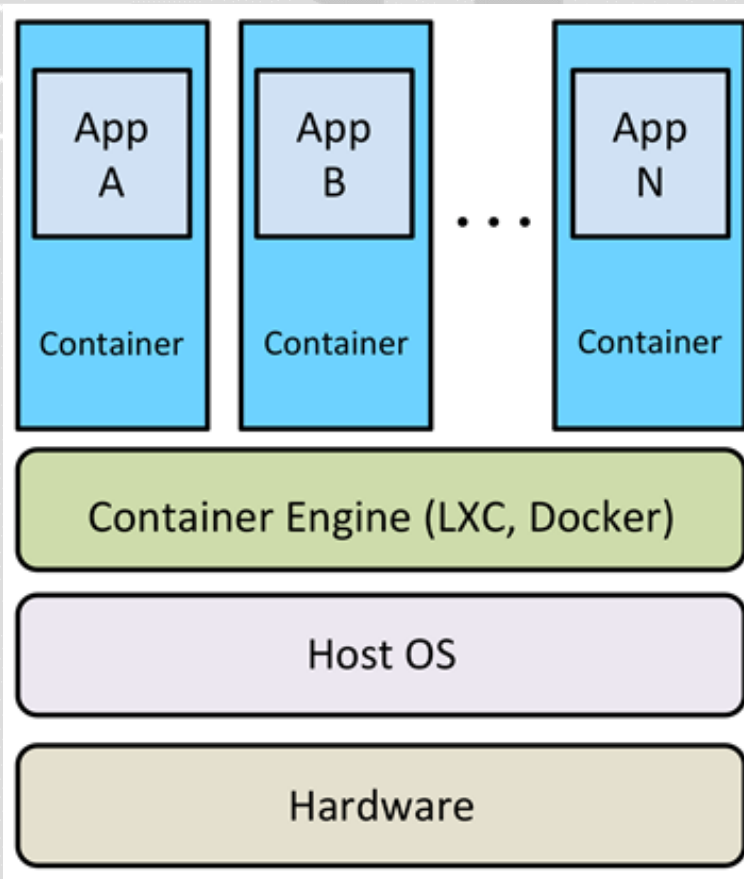 App
A
Container
App
B
Container
...
App
N
Container
Container Engine (LXC, Docker)
Host OS
Hardware